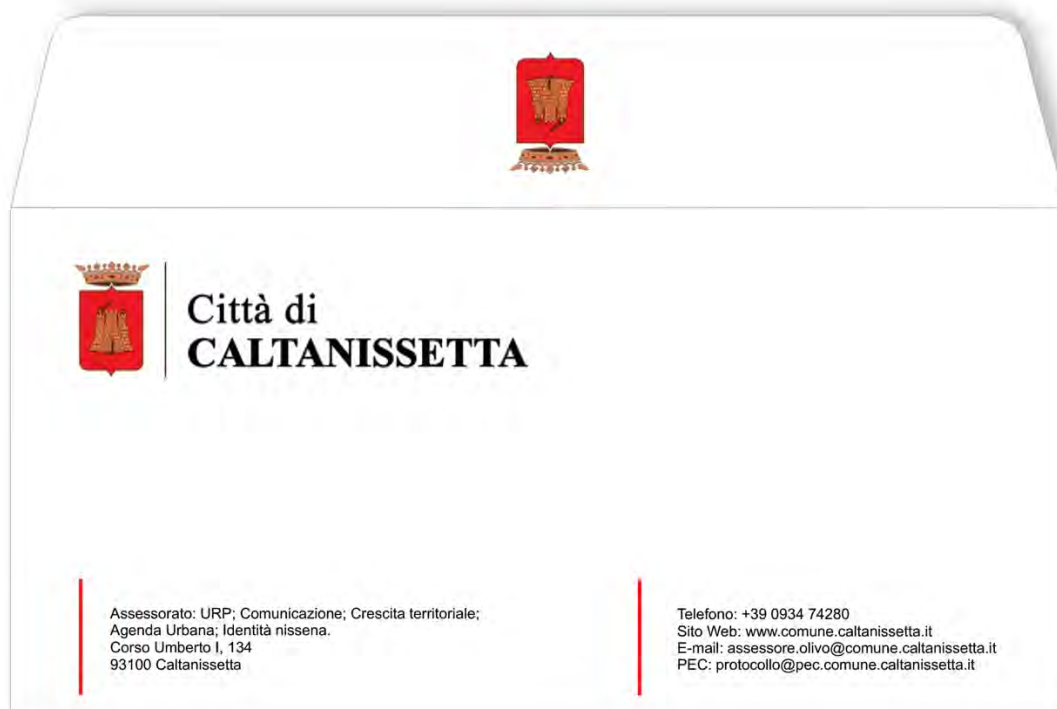 Città di
CALTANISSETTA
Assessorato: URP; Comunicazione; Crescita territoriale;
Agenda Urbana; Identità nissena.
Corso Umberto I, 134
93100 Caltanissetta
Telefono: +39 0934 74280
Sito Web: www.comune.caltanissetta.it
E-mail: assessore.olivo@comune.caltanissetta.it
PEC: protocollo@pec.comune.caltanissetta.it